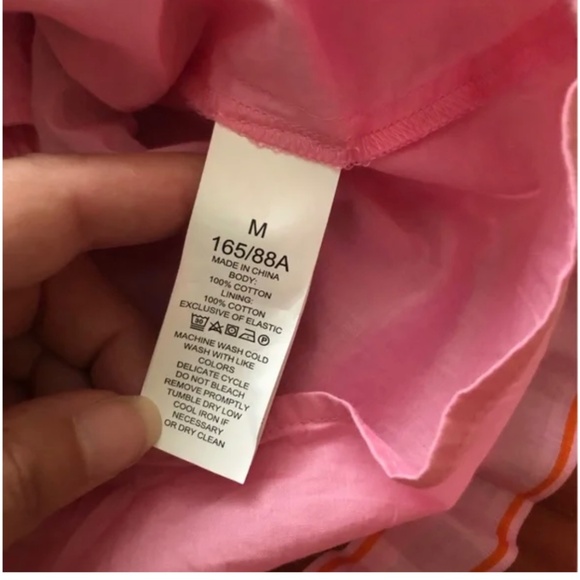 M
165/88A
MADE IN CHINA
BODY:
100% COTTON
LINING:
100% COTTON
EXCLUSIVE OF ELASTIC
30 P
MACHINE WASH COLD
WASH WITH LIKE
COLORS
DELICATE CYCLE
DO NOT BLEACH
REMOVE PROMPTLY
TUMBLE DRY LOW
COOL IRON IF
NECESSARY
OR DRY CLEAN